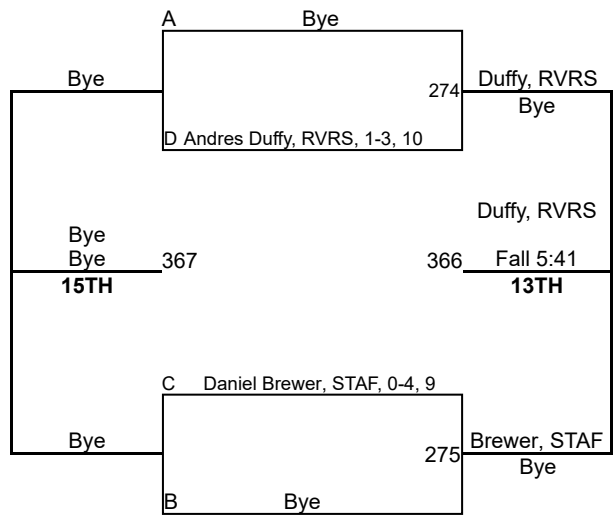 A Bye
Bye
274
Duffy, RVRS
Bye
D Andres Duffy, RVRS, 1-3, 10
Duffy, RVRS
Bye
Bye
367
366
Fall 5:41
15TH
13TH
C Daniel Brewer, STAF, 0-4, 9
Bye
275
Brewer, STAF
Bye
B Bye